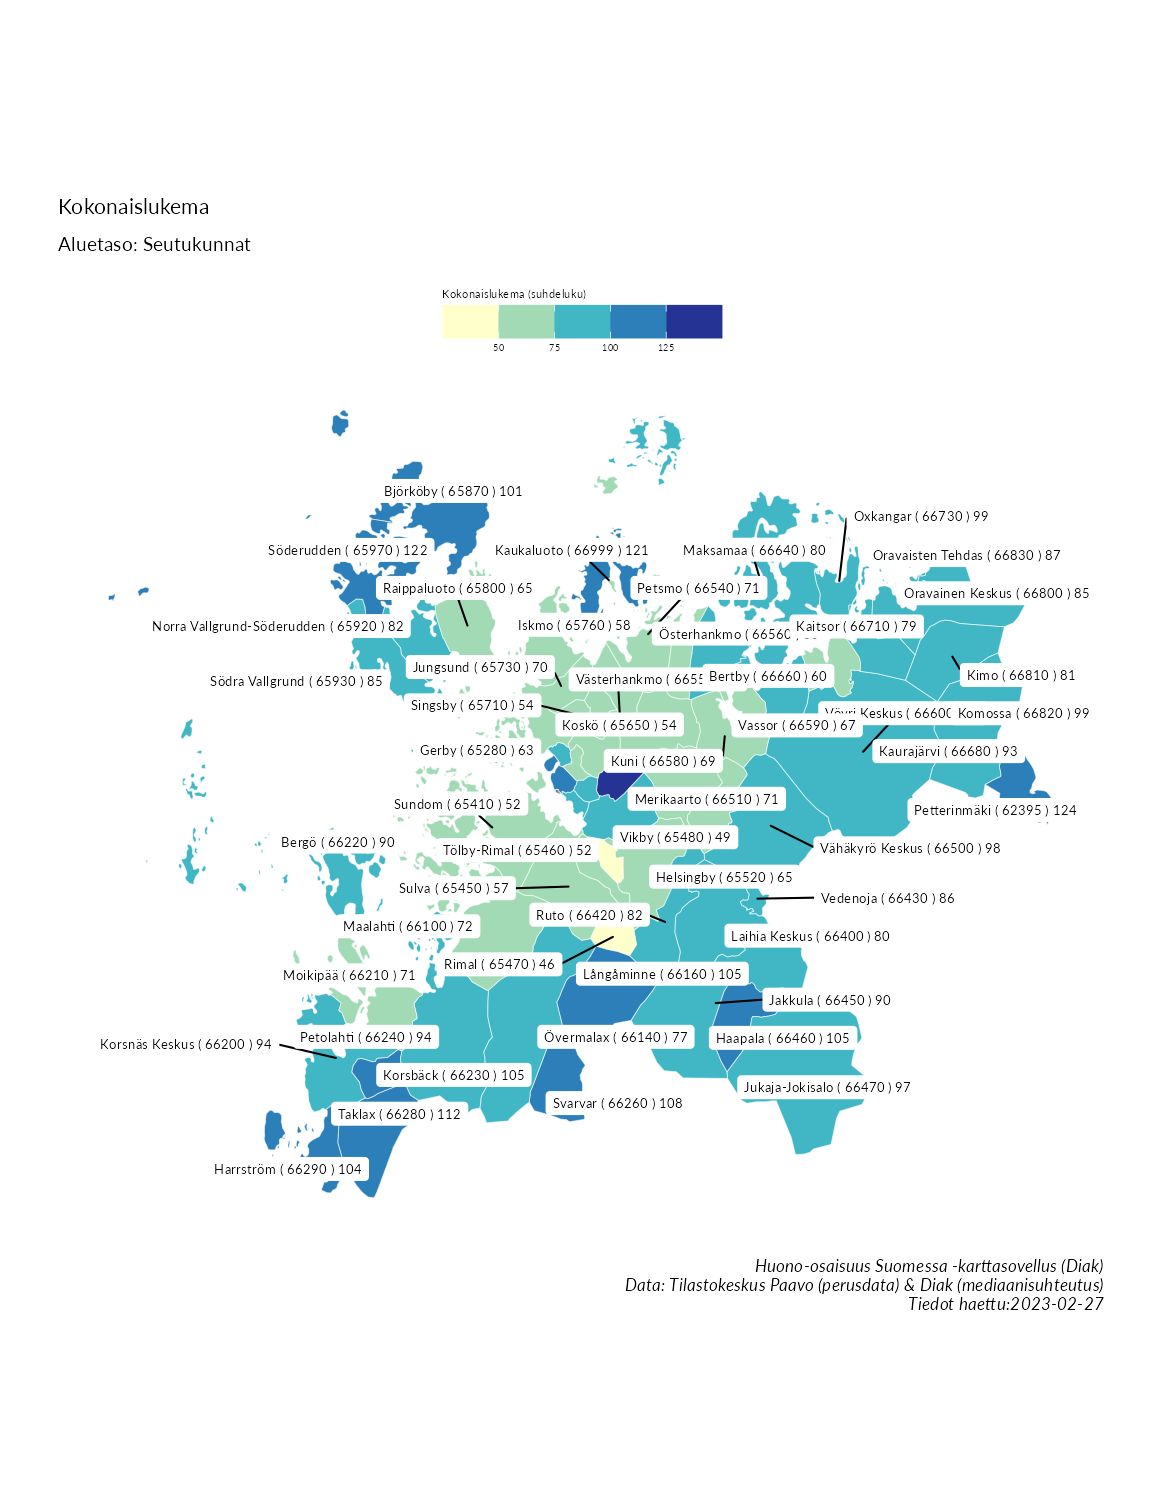 Kokonaislukema
Aluetaso: Seutukunnat
Kokonaislukema (suhdeluku)
50 75 100 125
Björköby ( 65870 ) 101
Oxkangar ( 66730 ) 99
Söderudden ( 65970 ) 122
Kaukaluoto ( 66999 ) 121
Maksamaa ( 66640 ) 80
Oravaisten Tehdas ( 66830 ) 87
Raippaluoto ( 65800 ) 65
Petsmo ( 66540 ) 71
Oravainen Keskus ( 66800 ) 85
Norra Vallgrund-Söderudden ( 65920 ) 82
Iskmo ( 65760 ) 58
Österhankmo ( 66560
Kaitsor ( 66710 ) 79
Jungsund ( 65730 ) 70
Södra Vallgrund ( 65930 ) 85
Västerhankmo
Bertby ( 66660 ) 60
Kimo ( 66810 ) 81
Singsby ( 65710 ) 54
Vöyri Keskus ( 66600
Komossa ( 66820 ) 99
Koskö ( 65650 ) 54
Vassor ( 66590 ) 67
Gerby ( 65280 ) 63
Kuni ( 66580 ) 69
Kaurajärvi ( 66680 ) 93
Sundom ( 65410 ) 52
Merikaarto ( 66510 ) 71
Petterinmäki ( 62395 ) 124
Bergö ( 66220 ) 90
Tölby-Rimal ( 65460 ) 52
Vikby ( 65480 ) 49
Vähäkyrö Keskus ( 66500 ) 98
Sulva ( 65450 ) 57
Helsingby ( 65520 ) 65
Vedenoja ( 66430 ) 86
Maalahti ( 66100 ) 72
Ruto ( 66420 ) 82
Laihia Keskus ( 66400 ) 80
Moikipää ( 66210 ) 71
Rimal ( 65470 ) 46
Långåminne ( 66160 ) 105
Jakkula ( 66450 ) 90
Korsnäs Keskus ( 66200 ) 94
Petolahti ( 66240 ) 94
Övermalax ( 66140 ) 77
Haapala ( 66460 ) 105
Korsbäck ( 66230 ) 105
Jukaja-Jokisalo ( 66470 ) 97
Taklax ( 66280 ) 112
Svarvar ( 66260 ) 108
Harrström ( 66290 ) 104
Huono-osaisuus Suomessa -karttasovellus (Diak)
Data: Tilastokeskus Paavo (perusdata) & Diak (mediaanisuhteutus)
Tiedot haettu:2023-02-27